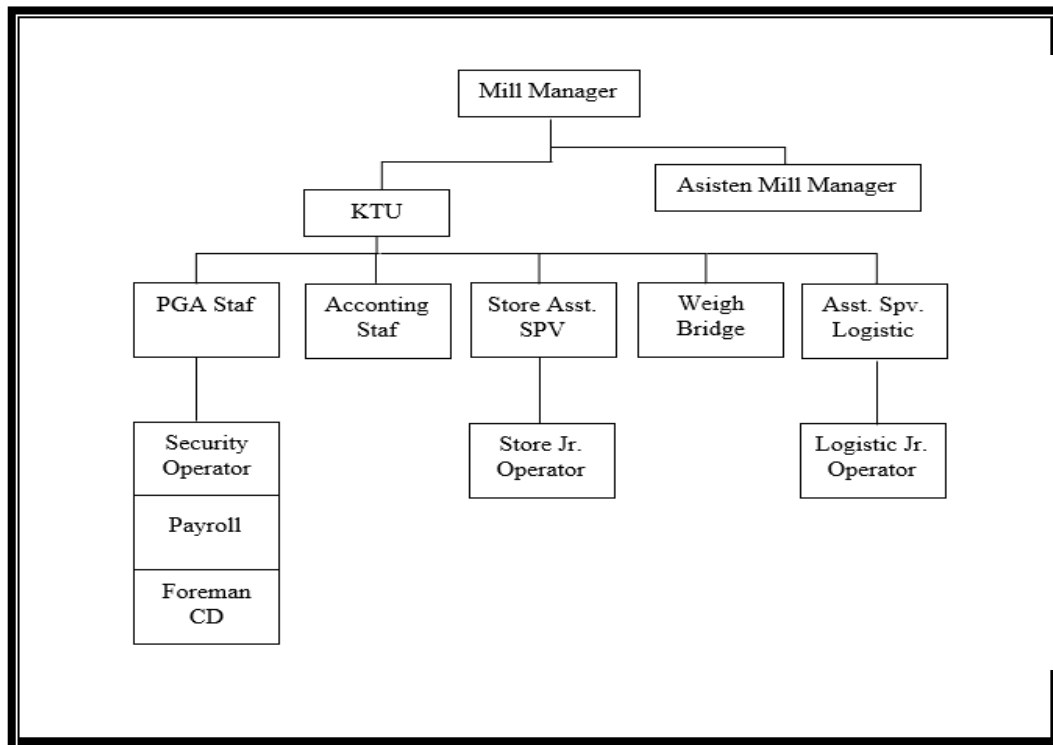 Mill Manager
Asisten Mill Manager
KTU
PGA Staf
Acconting
Staf
Store Asst.
SPV
Weigh
Bridge
Asst. Spv.
Logistic
Security
Operator
Payroll
Foreman
CD
Store Jr.
Operator
Logistic Jr.
Operator